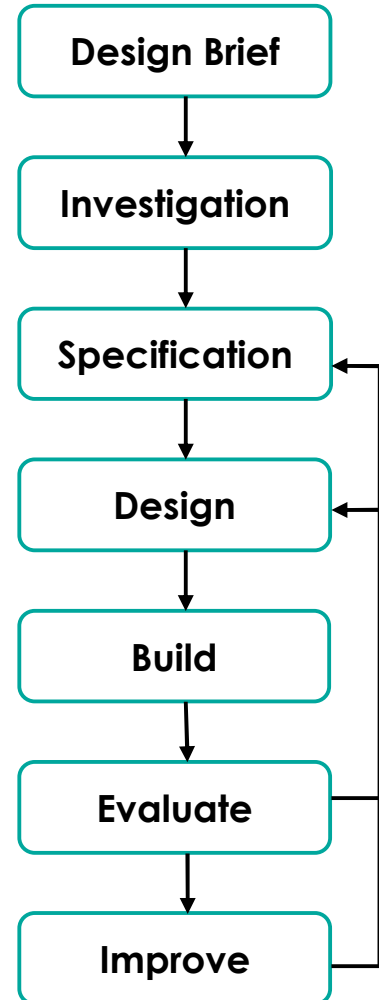 Design Brief
Investigation
Specification
Design
Build
Evaluate
Improve